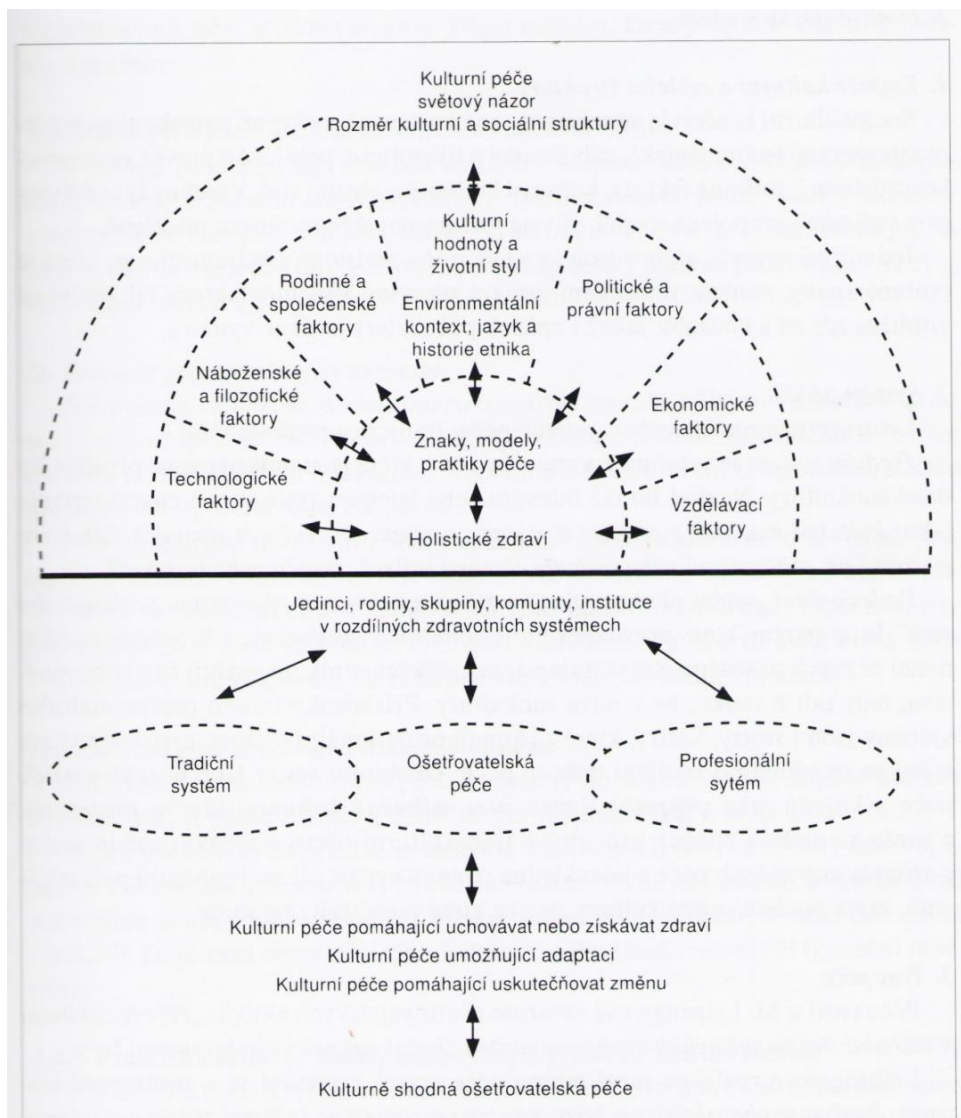 Kulturní péče
světový názor
Rozměr kulturní a sociální struktury
Kulturní
hodnoty a
životní styl
Rodinné a
společenské
faktory
Environmentální
kontext, jazyk a
historie etnika
Politické a
právní faktory
Náboženské
a filozofické
faktory
Ekonomické
faktory
Znaky, modely,
praktiky péče
Technologické
faktory
Vzdělávací
faktory
Holistické zdraví
Jedinci, rodiny, skupiny, komunity, instituce
v rozdílných zdravotních systémech
Tradiční
systém
Ošetřovatelská
péče
Profesionální
sytém
Kulturní péče pomáhající uchovávat nebo získávat zdraví
Kulturní péče umožňující adaptaci
Kulturní péče pomáhající uskutečňovat změnu
Kulturně shodná ošetřovatelská péče